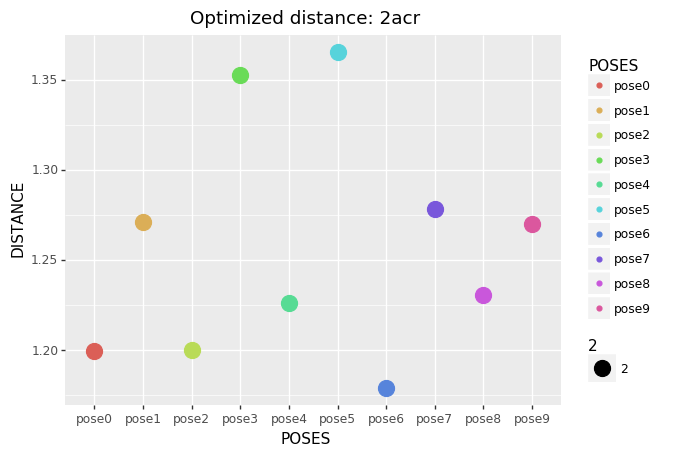 Optimized distance: 2acr
DISTANCE
1.35
1.30
1.25
1.20
pose0 pose1 pose2 pose3 pose4 pose5 pose6 pose7 pose8 pose9
POSES
POSES
pose0
pose1
pose2
pose3
pose4
pose5
pose6
pose7
pose8
pose9
2
2